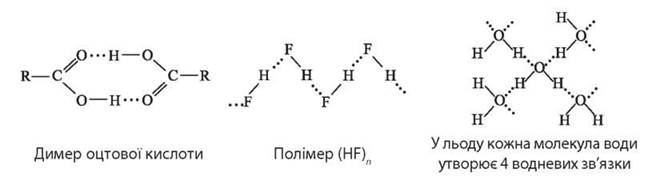 R—C O···H—O C—R
O—H···O
F F
H H H H
···F F
H
O O
H H H H
O
H H H H
O O
H H
Димер оцтової кислоти
Полімер (HF)n
У льоду кожна молекула води
утворює 4 водневих зв'язки